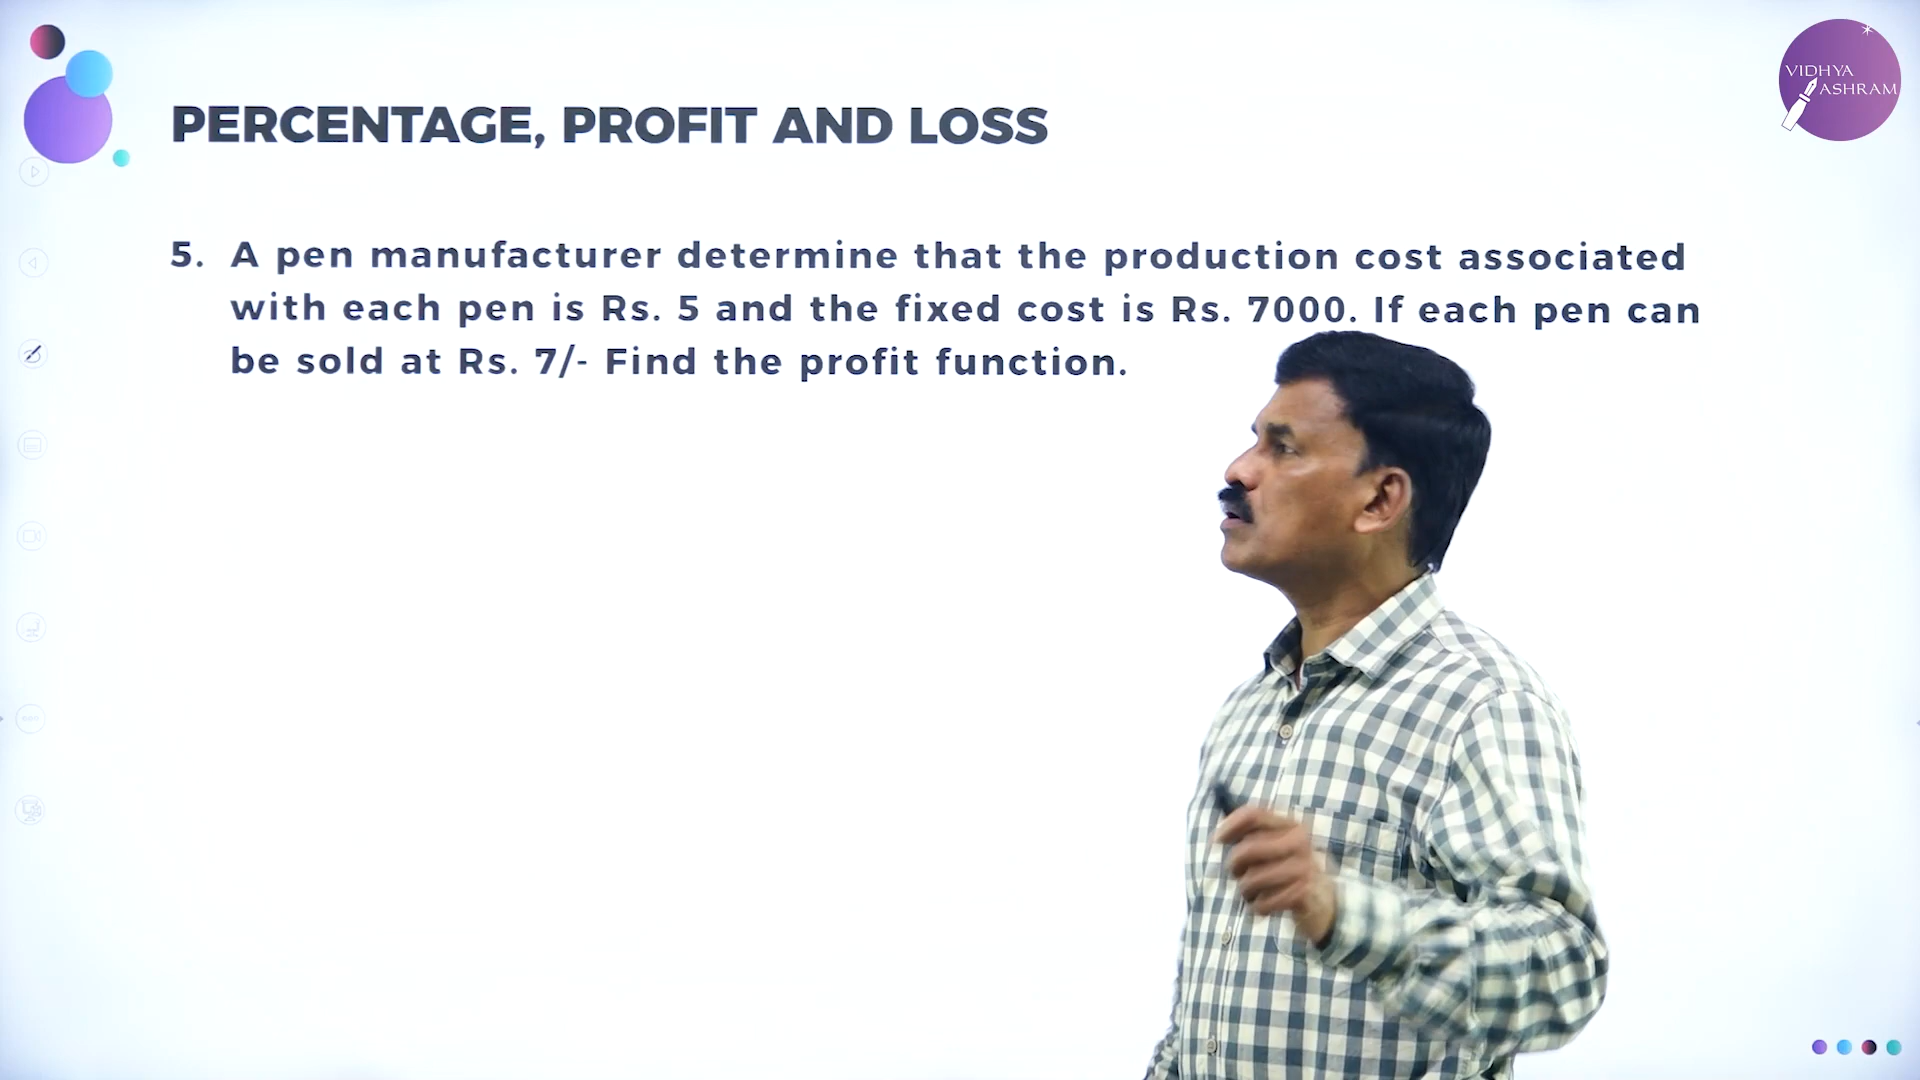 VIDHYA
ASHRAM
PERCENTAGE, PROFIT AND LOSS
5. A pen manufacturer determine that the production cost associated
with each pen is Rs. 5 and the fixed cost is Rs. 7000. If each pen can
be sold at Rs. 7/- Find the profit function.